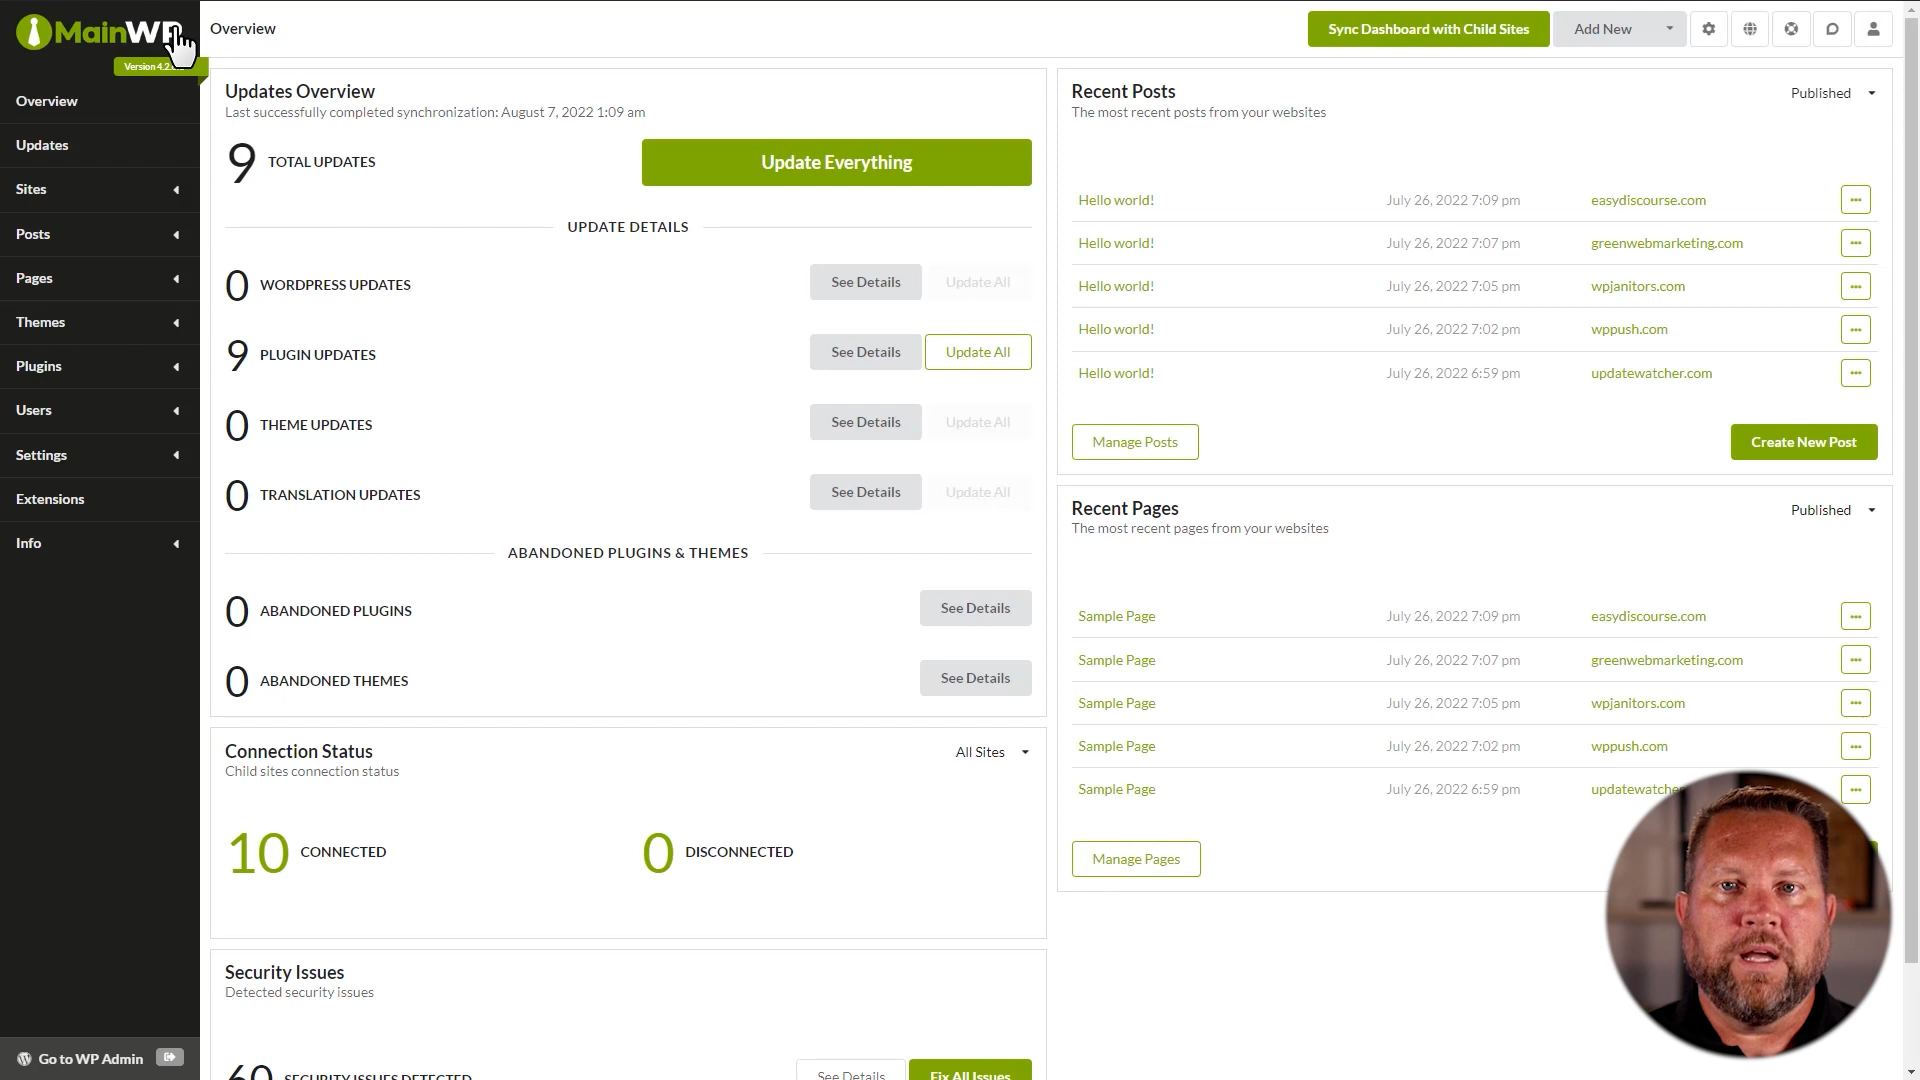 MainWP
Version 4.2.
Overview
Updates
Sites
Posts
Pages
Themes
Plugins
Users
Settings
Extensions
Info
Go to WP Admin
Overview
Sync Dashboard with Child Sites
Add New
Updates Overview
Last successfully completed synchronization: August 7, 2022 1:09 am
9 TOTAL UPDATES
Update Everything
UPDATE DETAILS
0 WORDPRESS UPDATES See Details Update All
9 PLUGIN UPDATES See Details Update All
0 THEME UPDATES See Details Update All
0 TRANSLATION UPDATES See Details Update All
ABANDONED PLUGINS & THEMES
0 ABANDONED PLUGINS See Details
0 ABANDONED THEMES See Details
Connection Status
All Sites
Child sites connection status
10 CONNECTED 0 DISCONNECTED
Security Issues
Detected security issues
60 SECURITY ISSUES DETECTED See Details Fix All Issues
Recent Posts
Published
The most recent posts from your websites
Hello world! July 26, 2022 7:09 pm easydiscourse.com
Hello world! July 26, 2022 7:07 pm greenwebmarketing.com
Hello world! July 26, 2022 7:05 pm wpjanitors.com
Hello world! July 26, 2022 7:02 pm wppush.com
Hello world! July 26, 2022 6:59 pm updatewatcher.com
Manage Posts
Create New Post
Recent Pages
Published
The most recent pages from your websites
Sample Page July 26, 2022 7:09 pm easydiscourse.com
Sample Page July 26, 2022 7:07 pm greenwebmarketing.com
Sample Page July 26, 2022 7:05 pm wpjanitors.com
Sample Page July 26, 2022 7:02 pm wppush.com
Sample Page July 26, 2022 6:59 pm updatewatche
Manage Pages